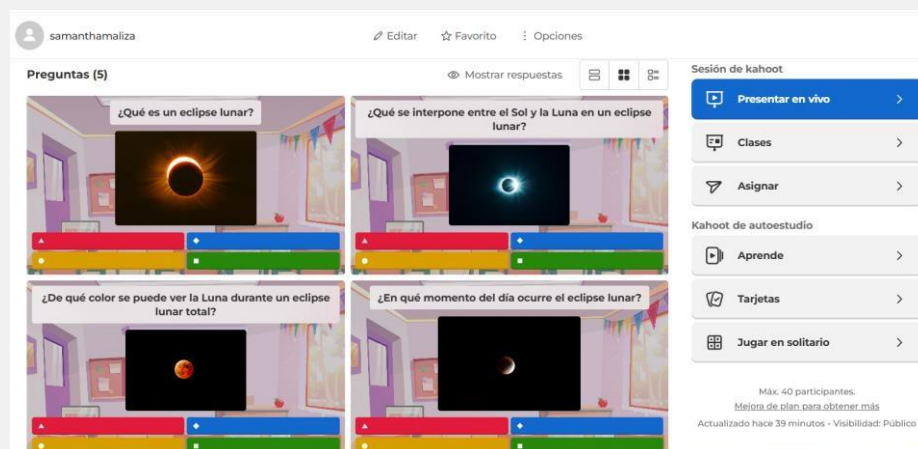 samanthamaliza
Editar
Favorito
Opciones
Preguntas (5)
Mostrar respuestas
¿Qué es un eclipse lunar?
¿Qué se interpone entre el Sol y la Luna en un eclipse
lunar?
¿De qué color se puede ver la Luna durante un eclipse
lunar total?
¿En qué momento del día ocurre el eclipse lunar?
Sesión de kahoot
Presentar en vivo
Clases
Asignar
Kahoot de autoestudio
Aprende
Tarjetas
Jugar en solitario
Máx. 40 participantes.
Mejora de plan para obtener más
Actualizado hace 39 minutos • Visibilidad: Público